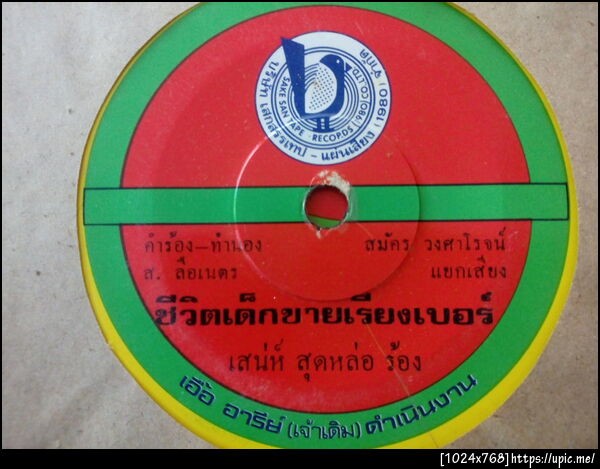 บริษัท เสกสรรเทป - แผ่นเสียง (1980) จำกัด
SAKE SAN TAPE RECORDS (1980) CO.,LTD.
คำร้อง-ทำนอง
ส. ลือเนตร
สมัคร วงศาโรจน์
แยกเสียง
ชีวิตเด็กขายเรียงเบอร์
เสน่ห์ สุดหล่อ ร้อง
เอื้อ อารีย์ (เจ้าเดิม) ดำเนินงาน
[1024x768]https://upic.me/